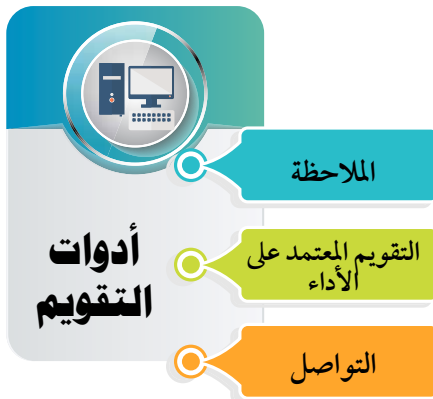 أدوات
التقويم
الملاحظة
التقويم المعتمد على
الأداء
التواصل